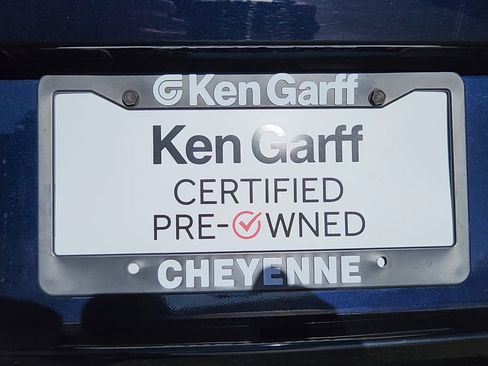 Ken Garff
Ken Garff
CERTIFIED
PRE-OWNED
CHEYENNE